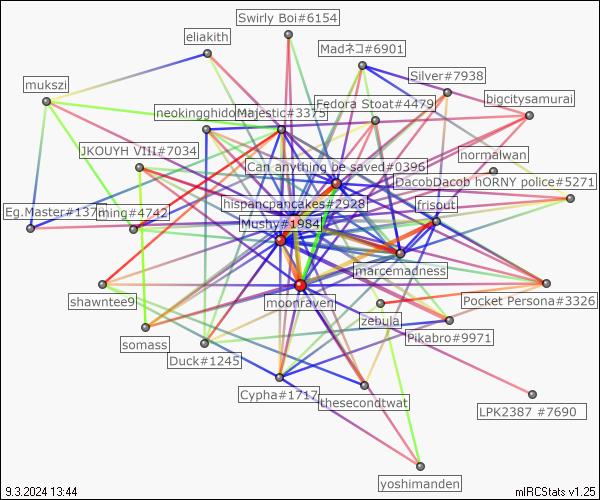 Swirly Boi#6154
eliakith
Madネコ#6901
Silver#7938
mukszi
bigcitysamurai
neokingghido
Majestic#3375
Fedora Stoat#4479
JKOUYH VIII#7034
normalwan
Can anything be saved#0396
DacobDacob hORNY police#5271
hispancpancakes#2928
frisout
Eg.Master#137
ming#4742
Mushy#1984
marcemadness
shawntee9
moonraven
Pocket Persona#3326
zebula
somass
Pikabro#9971
Duck#1245
Cypha#1717
thesecondtwat
LPK2387 #7690
yoshimanden
9.3.2024 13:44
mIRCStats v1.25